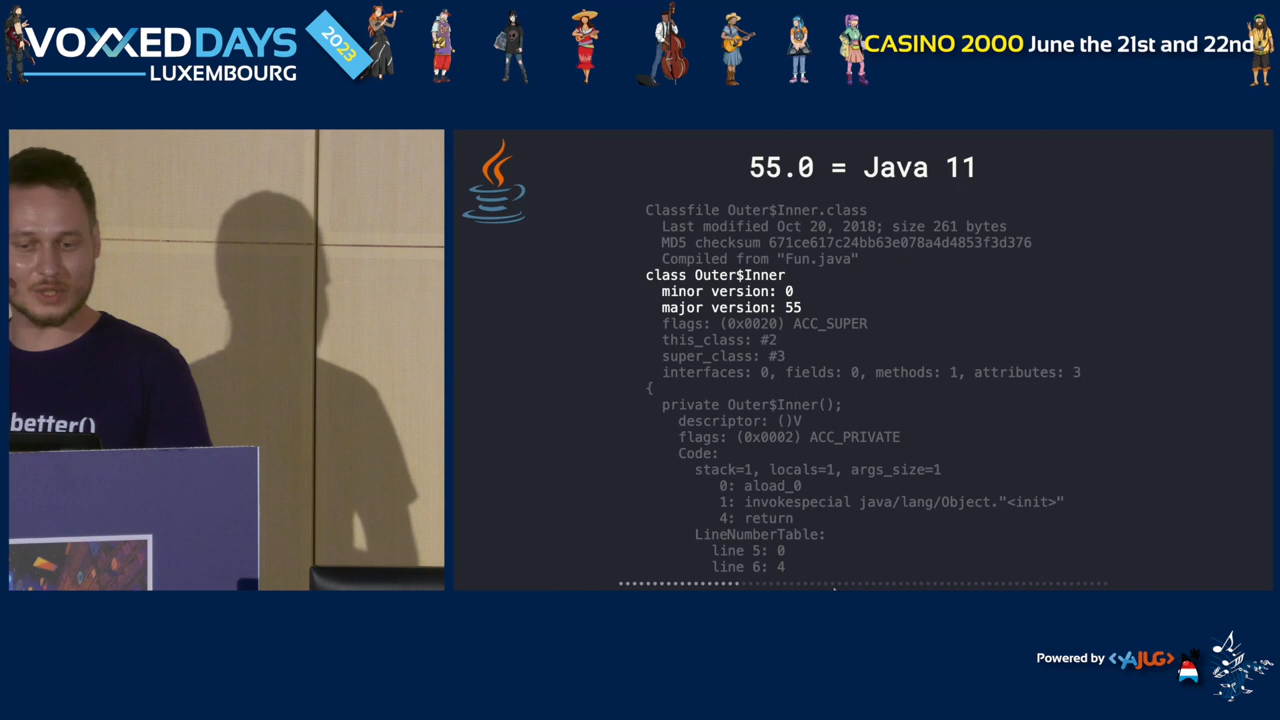 VOXXED DAYS
LUXEMBOURG
2023
CASINO 2000 June the 21st and 22nd
better()
55.0 = Java 11
Classfile Outer$Inner.class
Last modified Oct 20, 2018; size 261 bytes
MD5 checksum 671ce617c24bb63e078a4d4853f3d376
Compiled from "Fun.java"
class Outer$Inner
minor version: 0
major version: 55
flags: (0x0020) ACC_SUPER
this_class: #2
super_class: #3
interfaces: 0, fields: 0, methods: 1, attributes: 3
{
private Outer$Inner();
descriptor: ()V
flags: (0x0002) ACC_PRIVATE
Code:
stack=1, locals=1, args_size=1
0: aload_0
1: invokespecial java/lang/Object."<init>"
4: return
LineNumberTable:
line 5: 0
line 6: 4
Powered by <YAJUG>